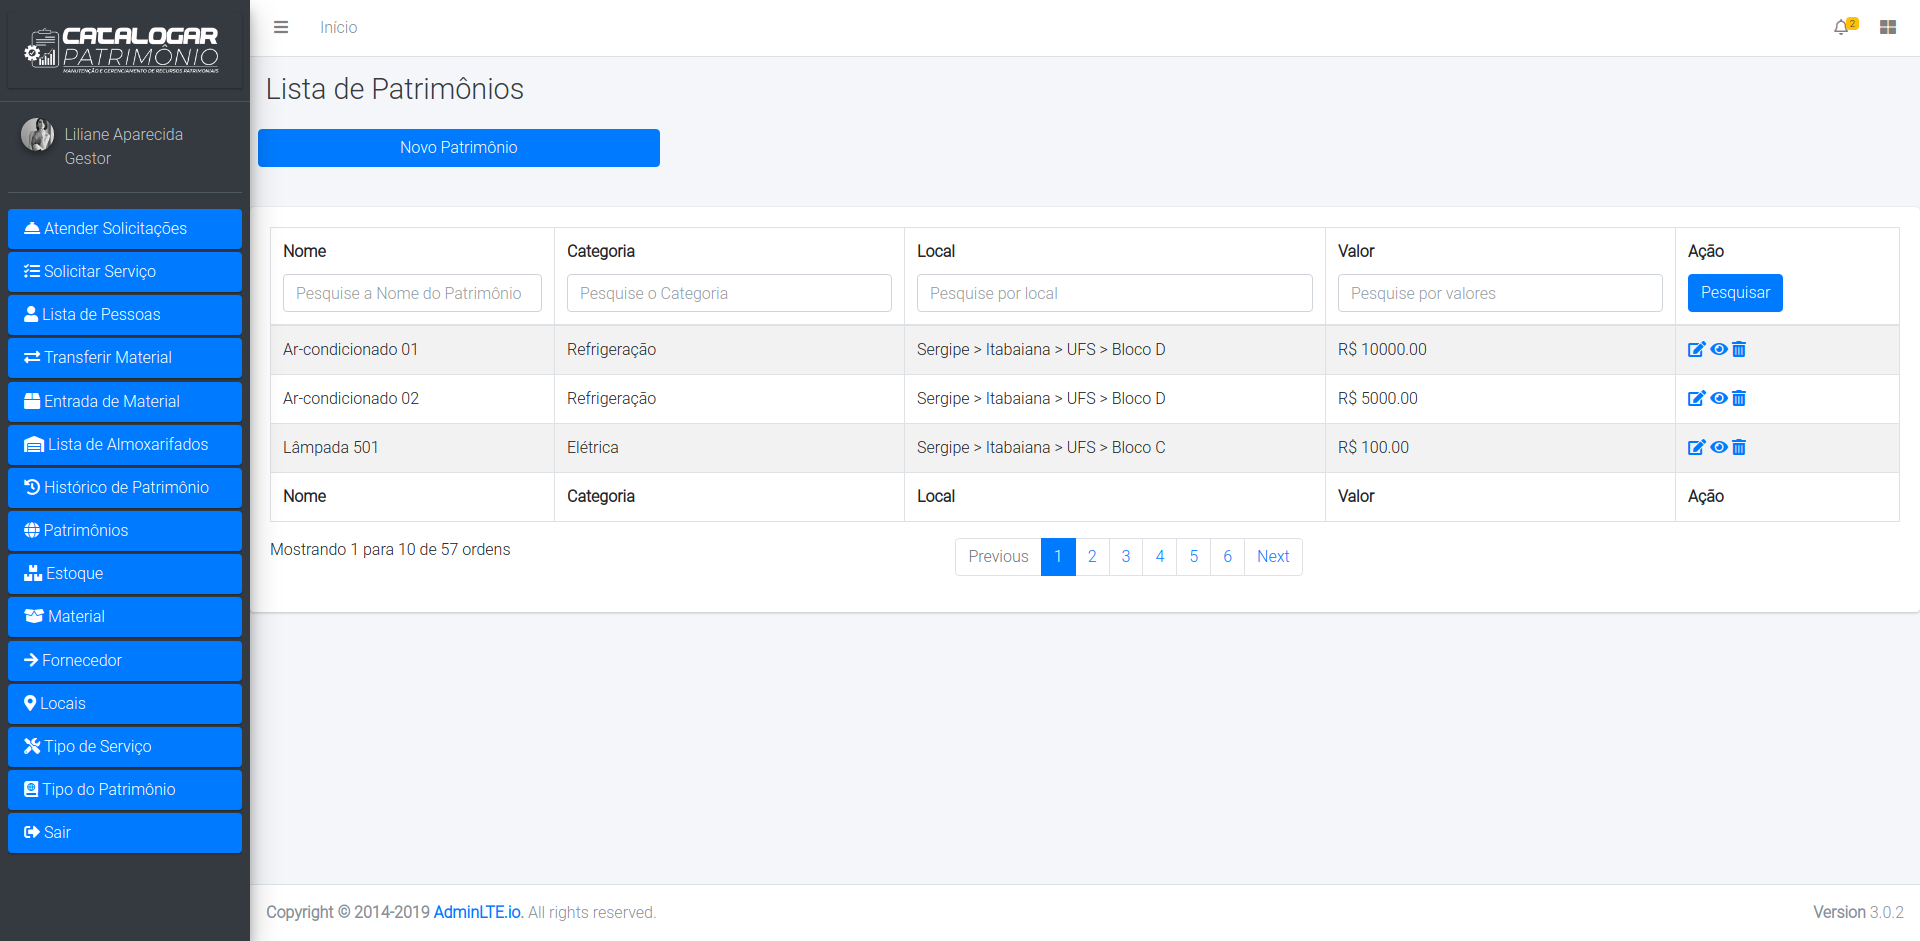 CATALOGAR
PATRIMÔNIO
MANUTENÇÃO E GERENCIAMENTO DE RECURSOS PATRIMONIAIS
Liliane Aparecida
Gestor
Atender Solicitações
Solicitar Serviço
Lista de Pessoas
Transferir Material
Entrada de Material
Lista de Almoxarifados
Histórico de Patrimônio
Patrimônios
Estoque
Material
Fornecedor
Locais
Tipo de Serviço
Tipo do Patrimônio
Sair
Início
2
Lista de Patrimônios
Novo Patrimônio
Nome Categoria Local Valor Ação
Pesquise a Nome do Patrimônio Pesquise o Categoria Pesquise por local Pesquise por valores Pesquisar
Ar-condicionado 01 Refrigeração Sergipe > Itabaiana > UFS > Bloco D R$ 10000.00
Ar-condicionado 02 Refrigeração Sergipe > Itabaiana > UFS > Bloco D R$ 5000.00
Lâmpada 501 Elétrica Sergipe > Itabaiana > UFS > Bloco C R$ 100.00
Nome Categoria Local Valor Ação
Mostrando 1 para 10 de 57 ordens
Previous 1 2 3 4 5 6 Next
Copyright © 2014-2019 AdminLTE.io. All rights reserved.
Version 3.0.2